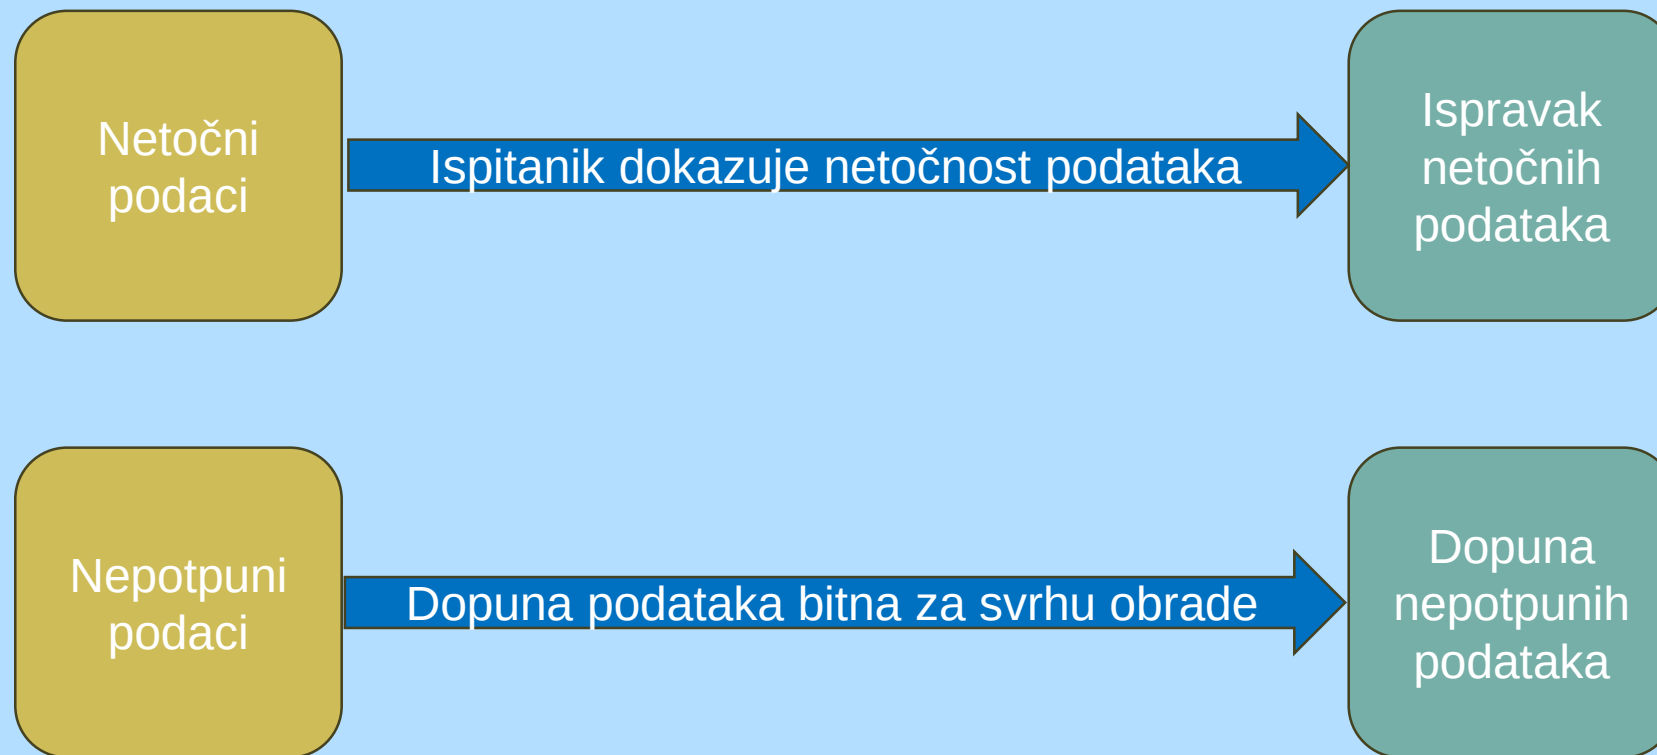 Netočni
podaci
Ispitanik dokazuje netočnost podataka
Ispravak
netočnih
podataka
Nepotpuni
podaci
Dopuna podataka bitna za svrhu obrade
Dopuna
nepotpunih
podataka